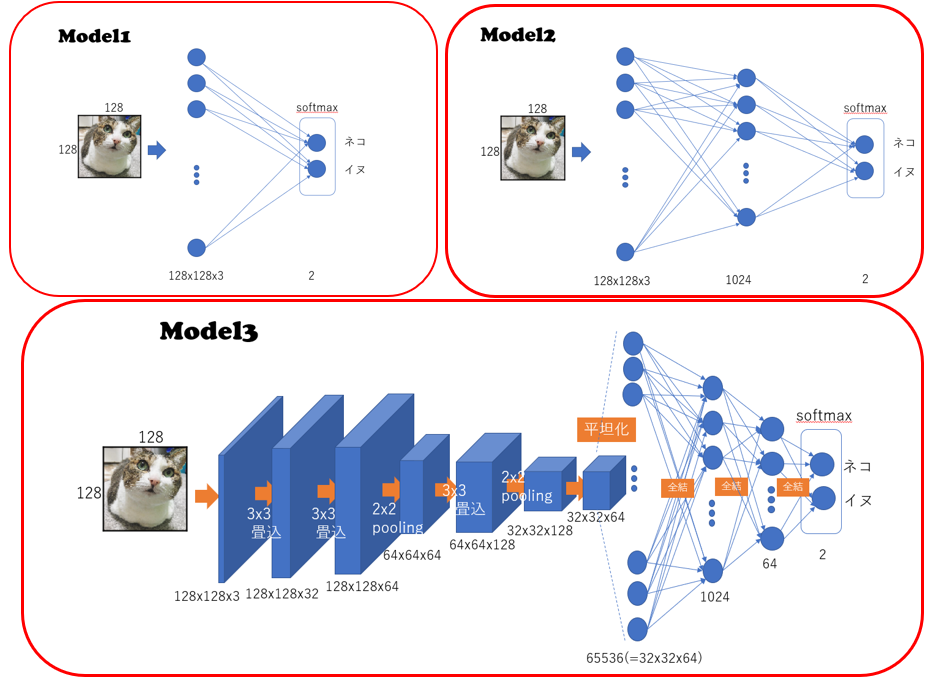 Model1
128
128
softmax
ネコ
イヌ
128x128x3
2
Model2
128
128
softmax
ネコ
イヌ
128x128x3
1024
2
Model3
128
128
3x3
畳込
3x3
畳込
2x2
pooling
3x3
畳込
2x2
pooling
平坦化
全結
全結
全結
softmax
ネコ
イヌ
128x128x3
128x128x32
128x128x64
64x64x64
64x64x128
32x32x128
32x32x64
65536(=32x32x64)
1024
64
2